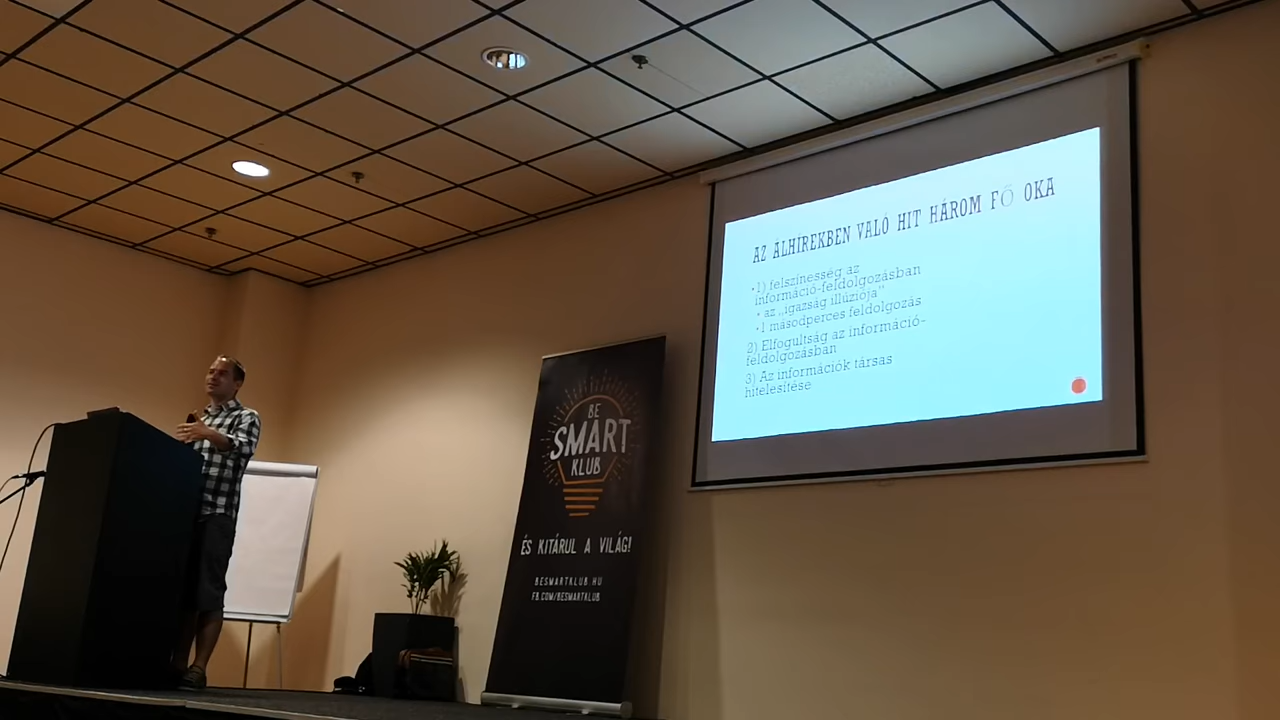 AZ ÁLHÍREKBEN VALÓ HIT HÁROM FŐ OKA
• 1) felszínesség az
információ-feldolgozásban
• az „igazság illúziója”
• 1 másodperces feldolgozás
2) Elfogultság az információ-
feldolgozásban
3) Az információk társas
hitelesítése
BE
SMART
KLUB
ÉS KITÁRUL A VILÁG!
BESMARTKLUB.HU
FB.COM/BESMARTKLUB